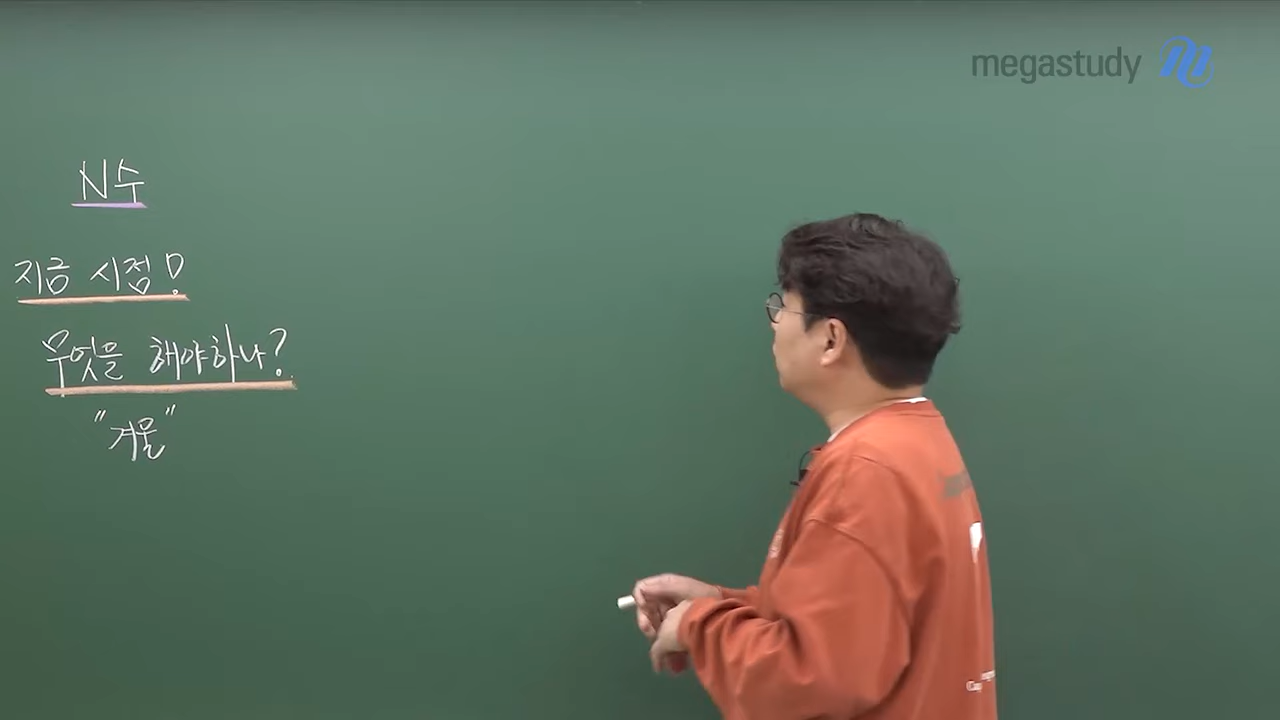 megastudy
N수
지금 시점!
무엇을 해야하나?
"겨울"